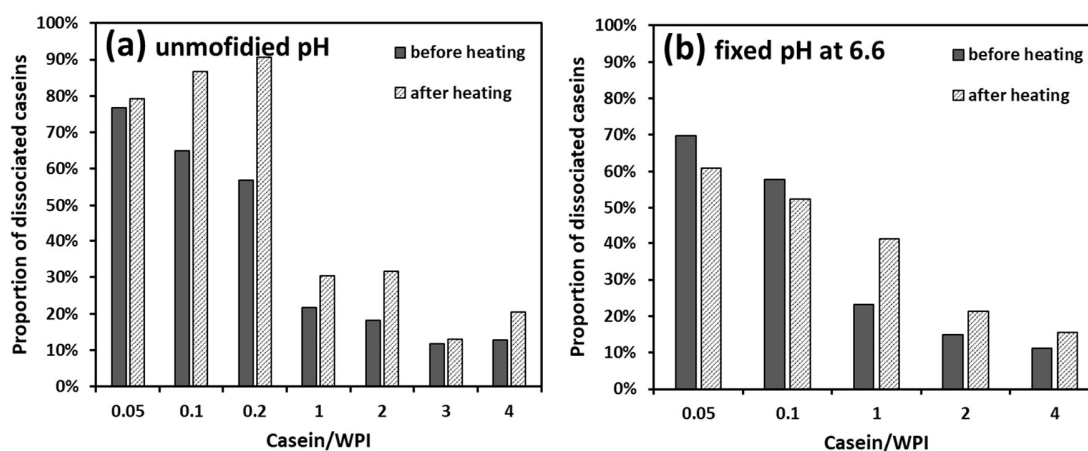 (a) unmofidied pH
before heating
after heating
Proportion of dissociated caseins
100%
90%
80%
70%
60%
50%
40%
30%
20%
10%
0%
0.05 0.1 0.2 1 2 3 4
Casein/WPI
(b) fixed pH at 6.6
before heating
after heating
Proportion of dissociated caseins
100%
90%
80%
70%
60%
50%
40%
30%
20%
10%
0%
0.05 0.1 1 2 4
Casein/WPI